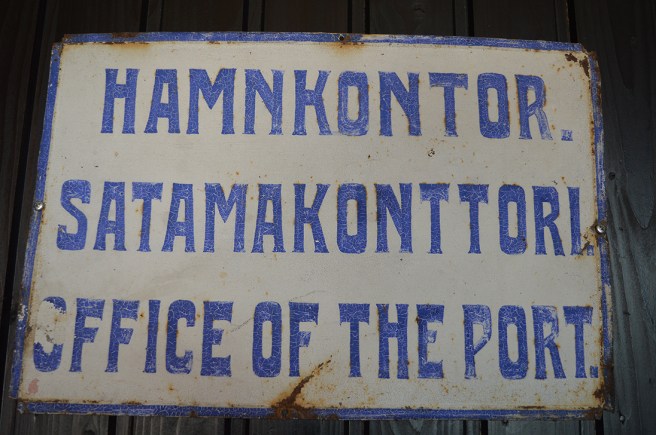 HAMNKONTOR.
SATAMAKONTTORI.
OFFICE OF THE PORT.